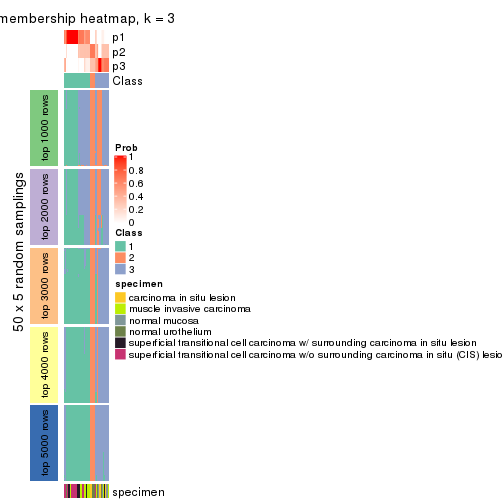 membership heatmap, k = 3
p1
p2
p3
Class
50 x 5 random samplings
top 1000 rows
top 2000 rows
top 3000 rows
top 4000 rows
top 5000 rows
Prob
1
0.8
0.6
0.4
0.2
0
Class
1
2
3
specimen
carcinoma in situ lesion
muscle invasive carcinoma
normal mucosa
normal urothelium
superficial transitional cell carcinoma w/ surrounding carcinoma in situ lesion
superficial transitional cell carcinoma w/o surrounding carcinoma in situ (CIS) lesio
specimen